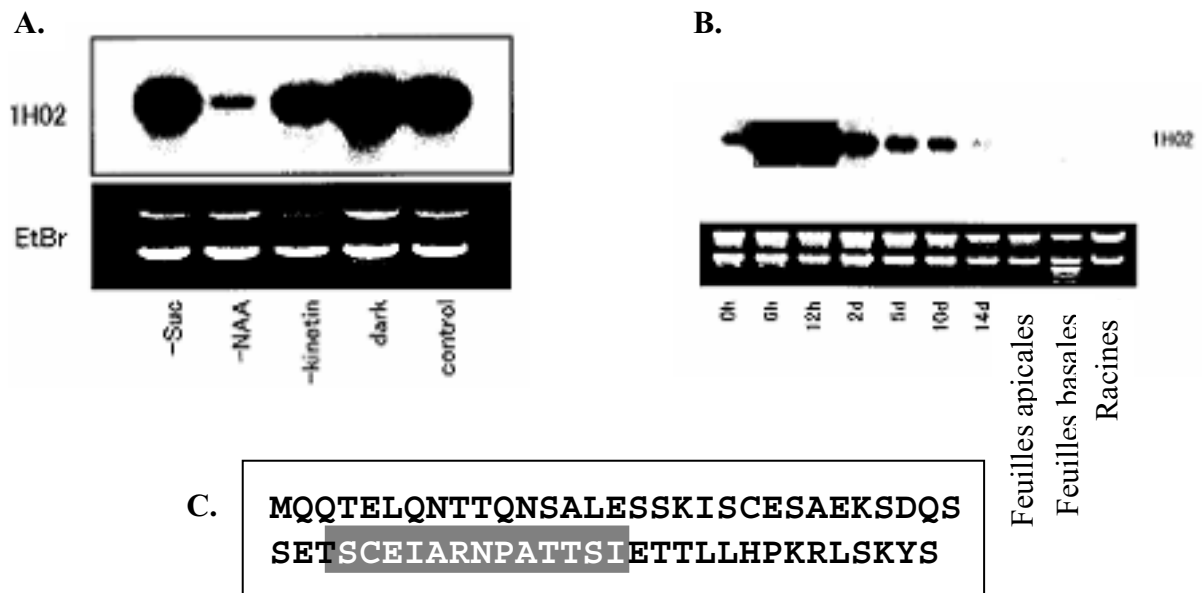 A.
1H02
EtBr
-Suc
-NAA
-kinetin
dark
control
B.
1H02
0h
6h
12h
2d
5d
10d
14d
Feuilles apicales
Feuilles basales
Racines
C.
MQQTELQNTTQNSALESSKISCESAEKSDQS
SETSCEIARNPATTSIETTLLHPKRLSKYS